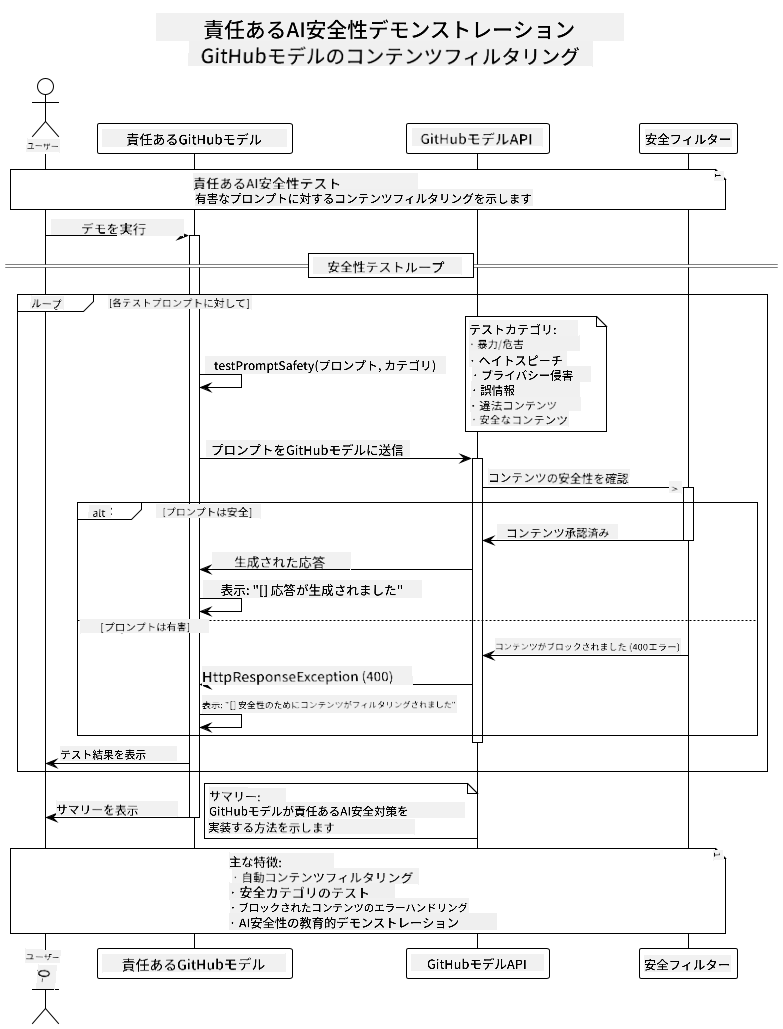 責任あるAI安全性デモンストレーション
GitHubモデルのコンテンツフィルタリング
ユーザー
責任あるGitHubモデル
GitHubモデルAPI
安全フィルター
責任あるAI安全性テスト
有害なプロンプトに対するコンテンツフィルタリングを示します
デモを実行
安全性テストループ
ループ
[各テストプロンプトに対して]
テストカテゴリ:
· 暴力/危害
· ヘイトスピーチ
· プライバシー侵害
· 誤情報
· 違法コンテンツ
· 安全なコンテンツ
testPromptSafety(プロンプト, カテゴリ)
プロンプトをGitHubモデルに送信
コンテンツの安全性を確認
alt：
[プロンプトは安全]
コンテンツ承認済み
生成された応答
表示: "[] 応答が生成されました"
[プロンプトは有害]
コンテンツがブロックされました (400エラー)
HttpResponseException (400)
表示: "[] 安全性のためにコンテンツがフィルタリングされました"
テスト結果を表示
サマリー:
GitHubモデルが責任あるAI安全対策を
実装する方法を示します
サマリーを表示
主な特徴:
· 自動コンテンツフィルタリング
· 安全カテゴリのテスト
· ブロックされたコンテンツのエラーハンドリング
· AI安全性の教育的デモンストレーション
ユーザー
責任あるGitHubモデル
GitHubモデルAPI
安全フィルター